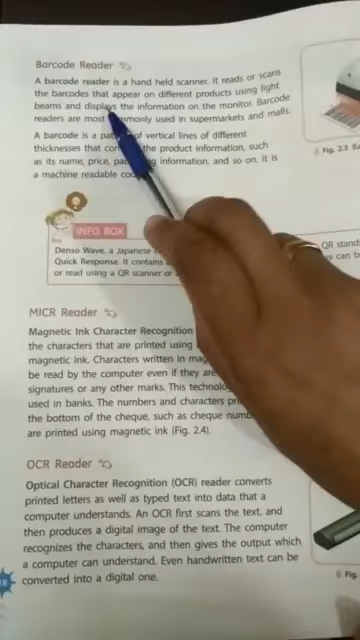 Barcode Reader
A barcode reader is a hand held scanner. It reads or scans
the barcodes that appear on different products using light
beams and displays the information on the monitor. Barcode
readers are most commonly used in supermarkets and malls.
A barcode is a of vertical lines of different
thicknesses that the product information, such
as its name, price, information, and so on, it is
a machine readable
Fig. 2.3
INFO BOX
Denso Wave, a Japanese
Quick Response. It contains
or read using a QR scanner or
QR stand
can be
MICR Reader
Magnetic Ink Character Recognition
the characters that are printed using
magnetic ink. Characters written in
be read by the computer even if they are
signatures or any other marks. This
used in banks. The numbers and characters
the bottom of the cheque, such as cheque
are printed using magnetic ink (Fig. 2.4).
OCR Reader
Optical Character Recognition (OCR) reader converts
printed letters as well as typed text into data that a
computer understands. An OCR first scans the text, and
then produces a digital image of the text. The computer
recognizes the characters, and then gives the output which
a computer can understand. Even handwritten text can be
converted into a digital one.
Fig.